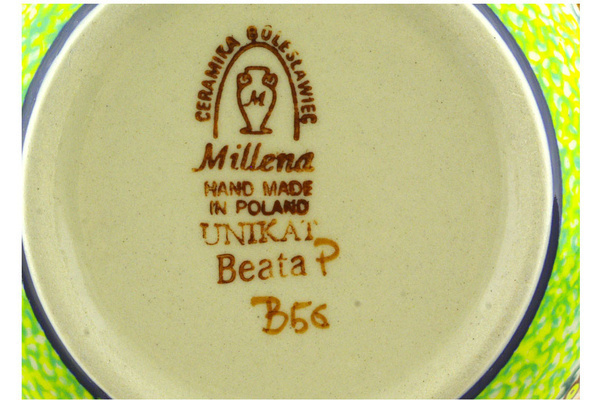 CERAMIKA BOLESŁAWIEC
M
Millena
HAND MADE
IN POLAND
UNIKAT
Beata P
B56